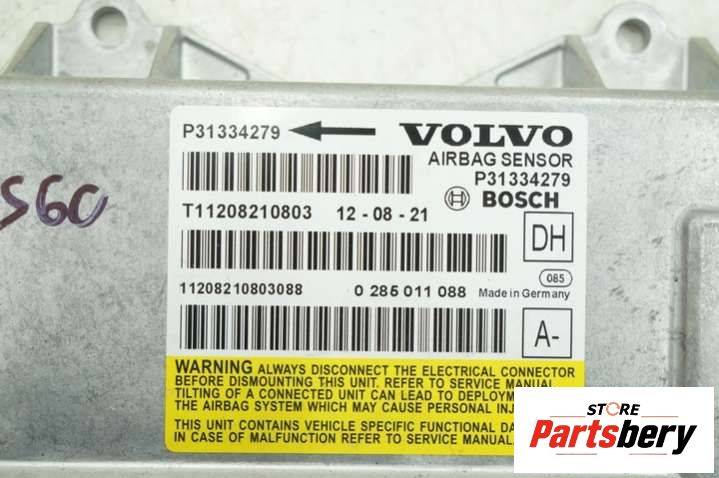 P31334279
VOLVO
AIRBAG SENSOR
P31334279
BOSCH
T11208210803 12-08-21
DH
085
11208210803088 0 285 011 088 Made in Germany
A-
WARNING ALWAYS DISCONNECT THE ELECTRICAL CONNECTOR
BEFORE DISMOUNTING THIS UNIT. REFER TO SERVICE MANUAL
TILTING OF A CONNECTED UNIT CAN LEAD TO
THE AIRBAG SYSTEM WHICH MAY CAUSE PERSONAL
THIS UNIT CONTAINS VEHICLE SPECIFIC FUNCTIONAL
IN CASE OF MALFUNCTION REFER TO SERVICE MANUAL.
S60
STORE
Partsbery